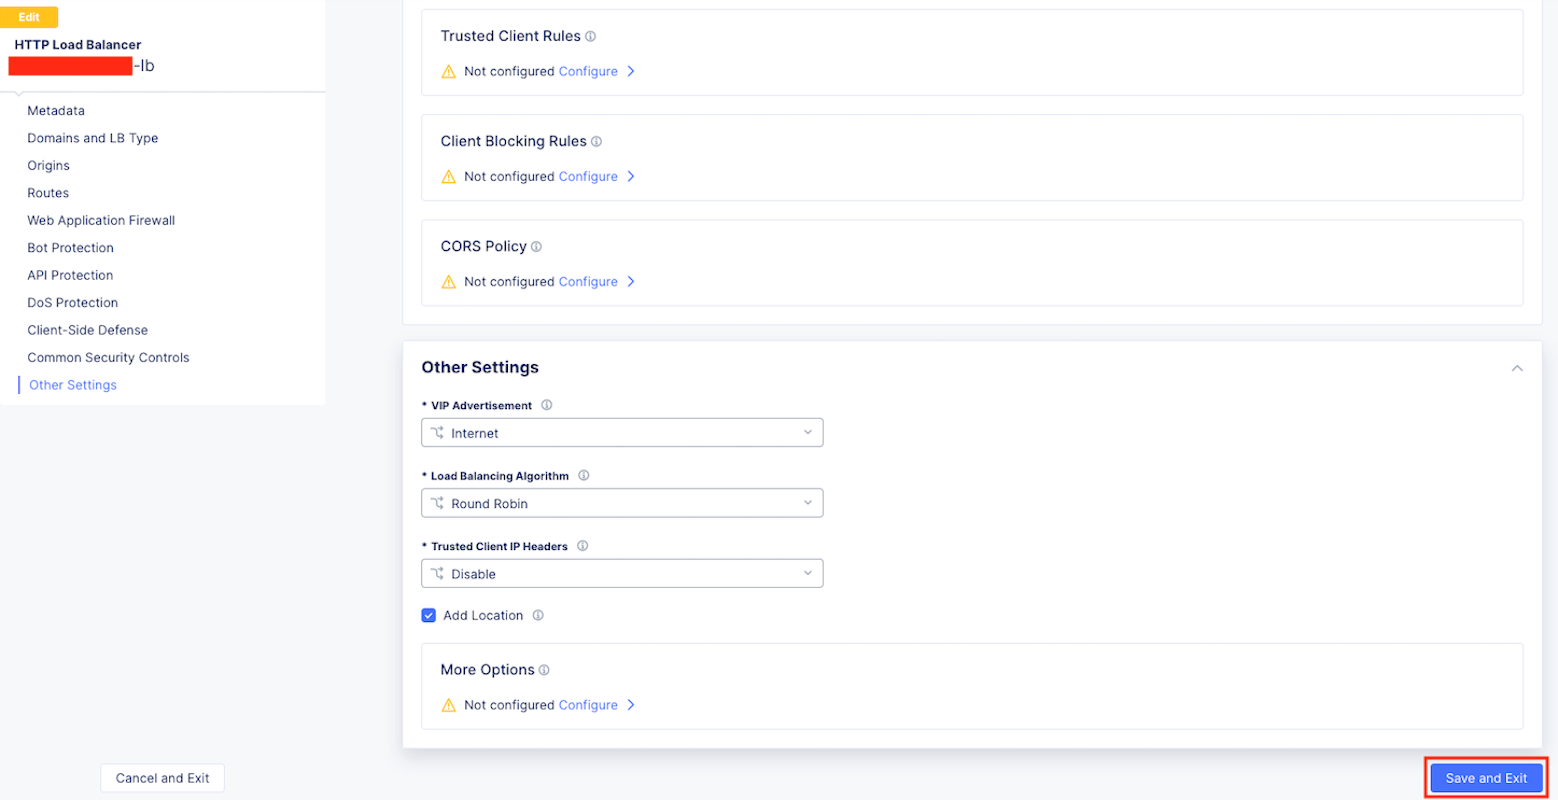 Edit
HTTP Load Balancer
-lb
Metadata
Domains and LB Type
Origins
Routes
Web Application Firewall
Bot Protection
API Protection
DoS Protection
Client-Side Defense
Common Security Controls
Other Settings
Trusted Client Rules
Not configured Configure
Client Blocking Rules
Not configured Configure
CORS Policy
Not configured Configure
Other Settings
* VIP Advertisement
Internet
* Load Balancing Algorithm
Round Robin
* Trusted Client IP Headers
Disable
Add Location
More Options
Not configured Configure
Cancel and Exit
Save and Exit